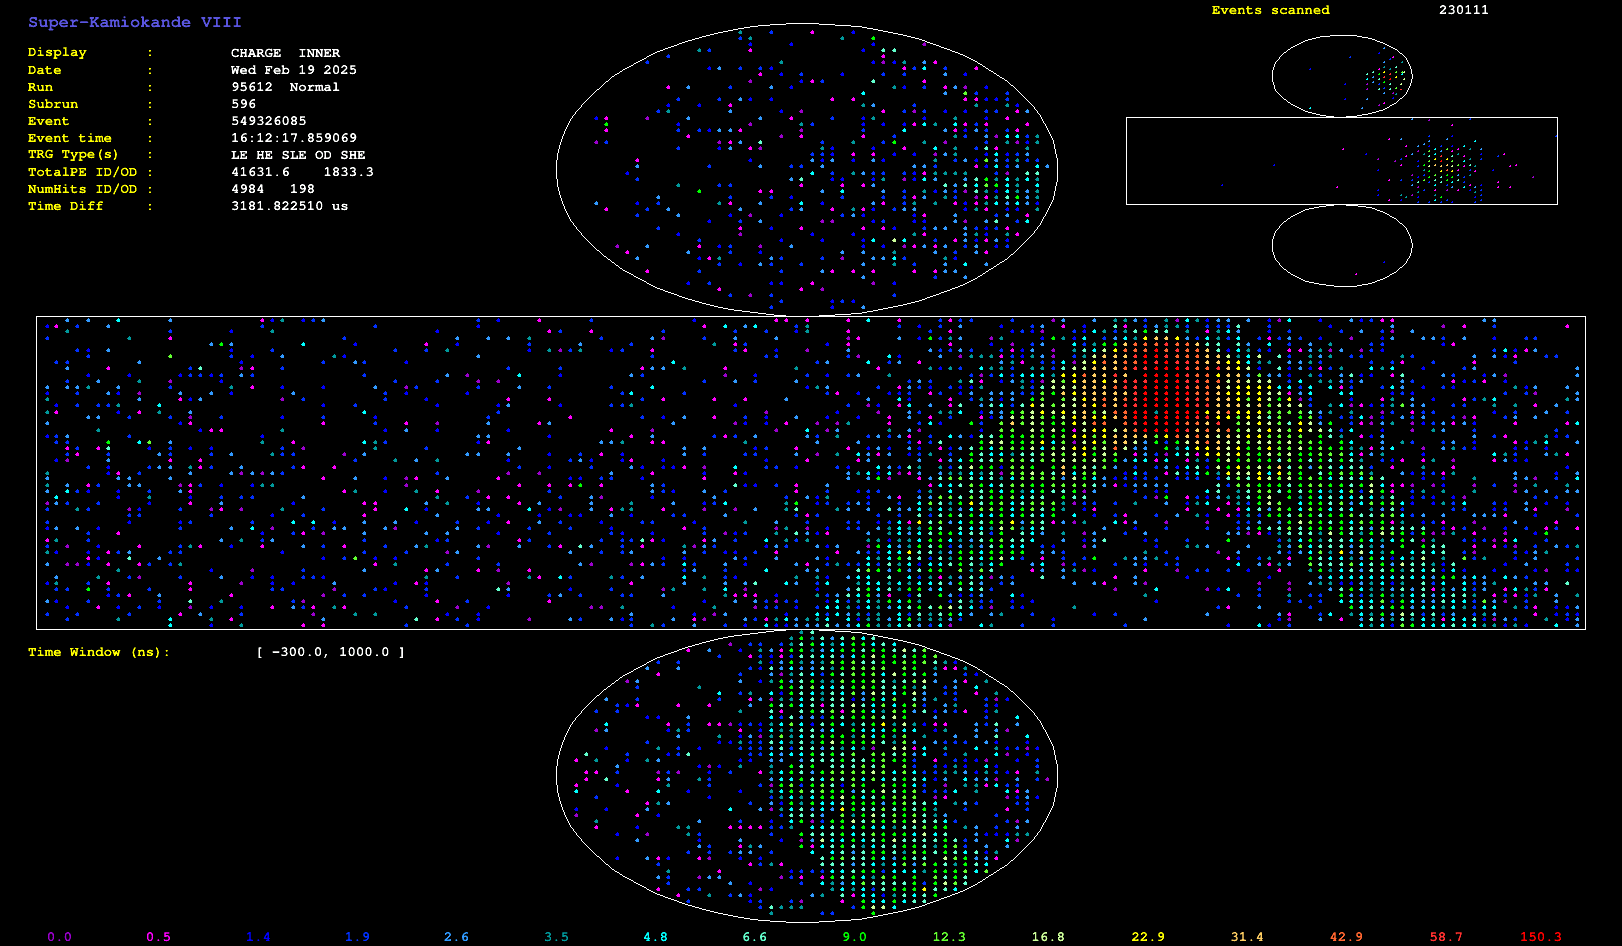 Super-Kamiokande VIII
Display : CHARGE INNER
Date : Wed Feb 19 2025
Run : 95612 Normal
Subrun : 596
Event : 549326085
Event time : 16:12:17.859069
TRG Type(s) : LE HE SLE OD SHE
TotalPE ID/OD : 41631.6 1833.3
NumHits ID/OD : 4984 198
Time Diff : 3181.822510 us
Events scanned 230111
Time Window (ns): [ -300.0, 1000.0 ]
0.0 0.5 1.4 1.9 2.6 3.5 4.8 6.6 9.0 12.3 16.8 22.9 31.4 42.9 58.7 150.3